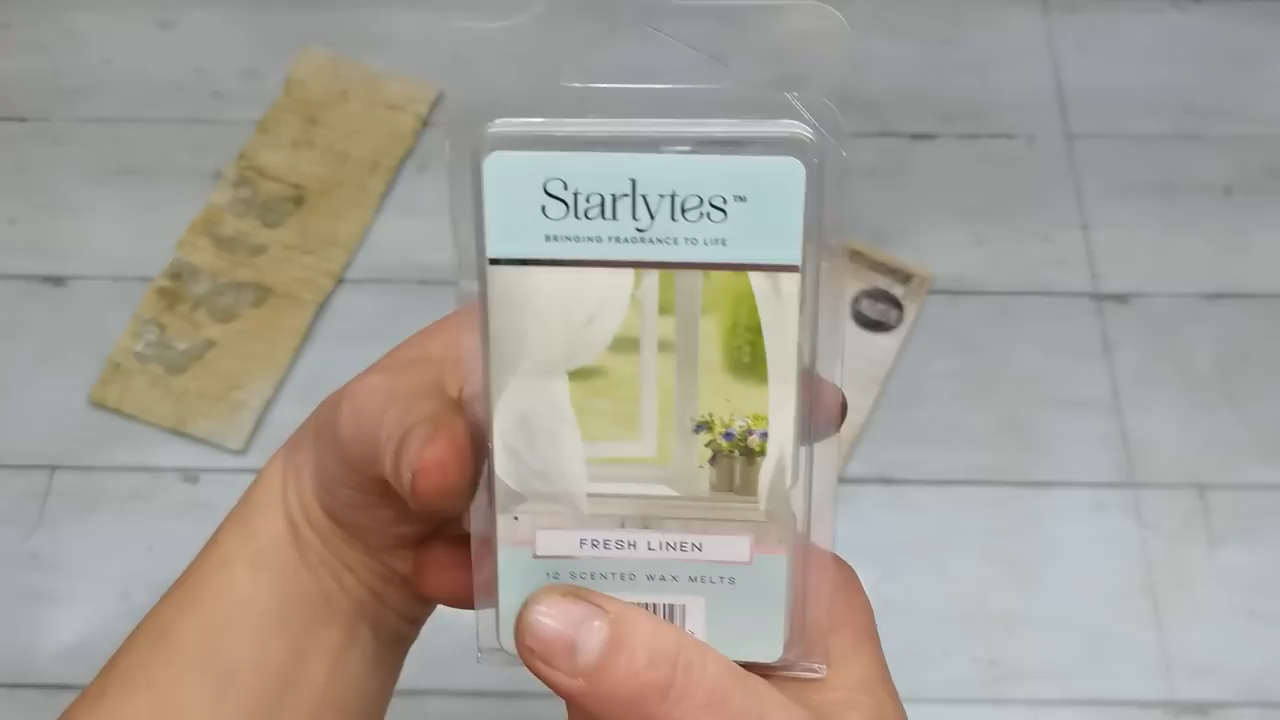 Starlytes™
BRINGING FRAGRANCE TO LIFE
FRESH LINEN
12 SCENTED WAX MELTS